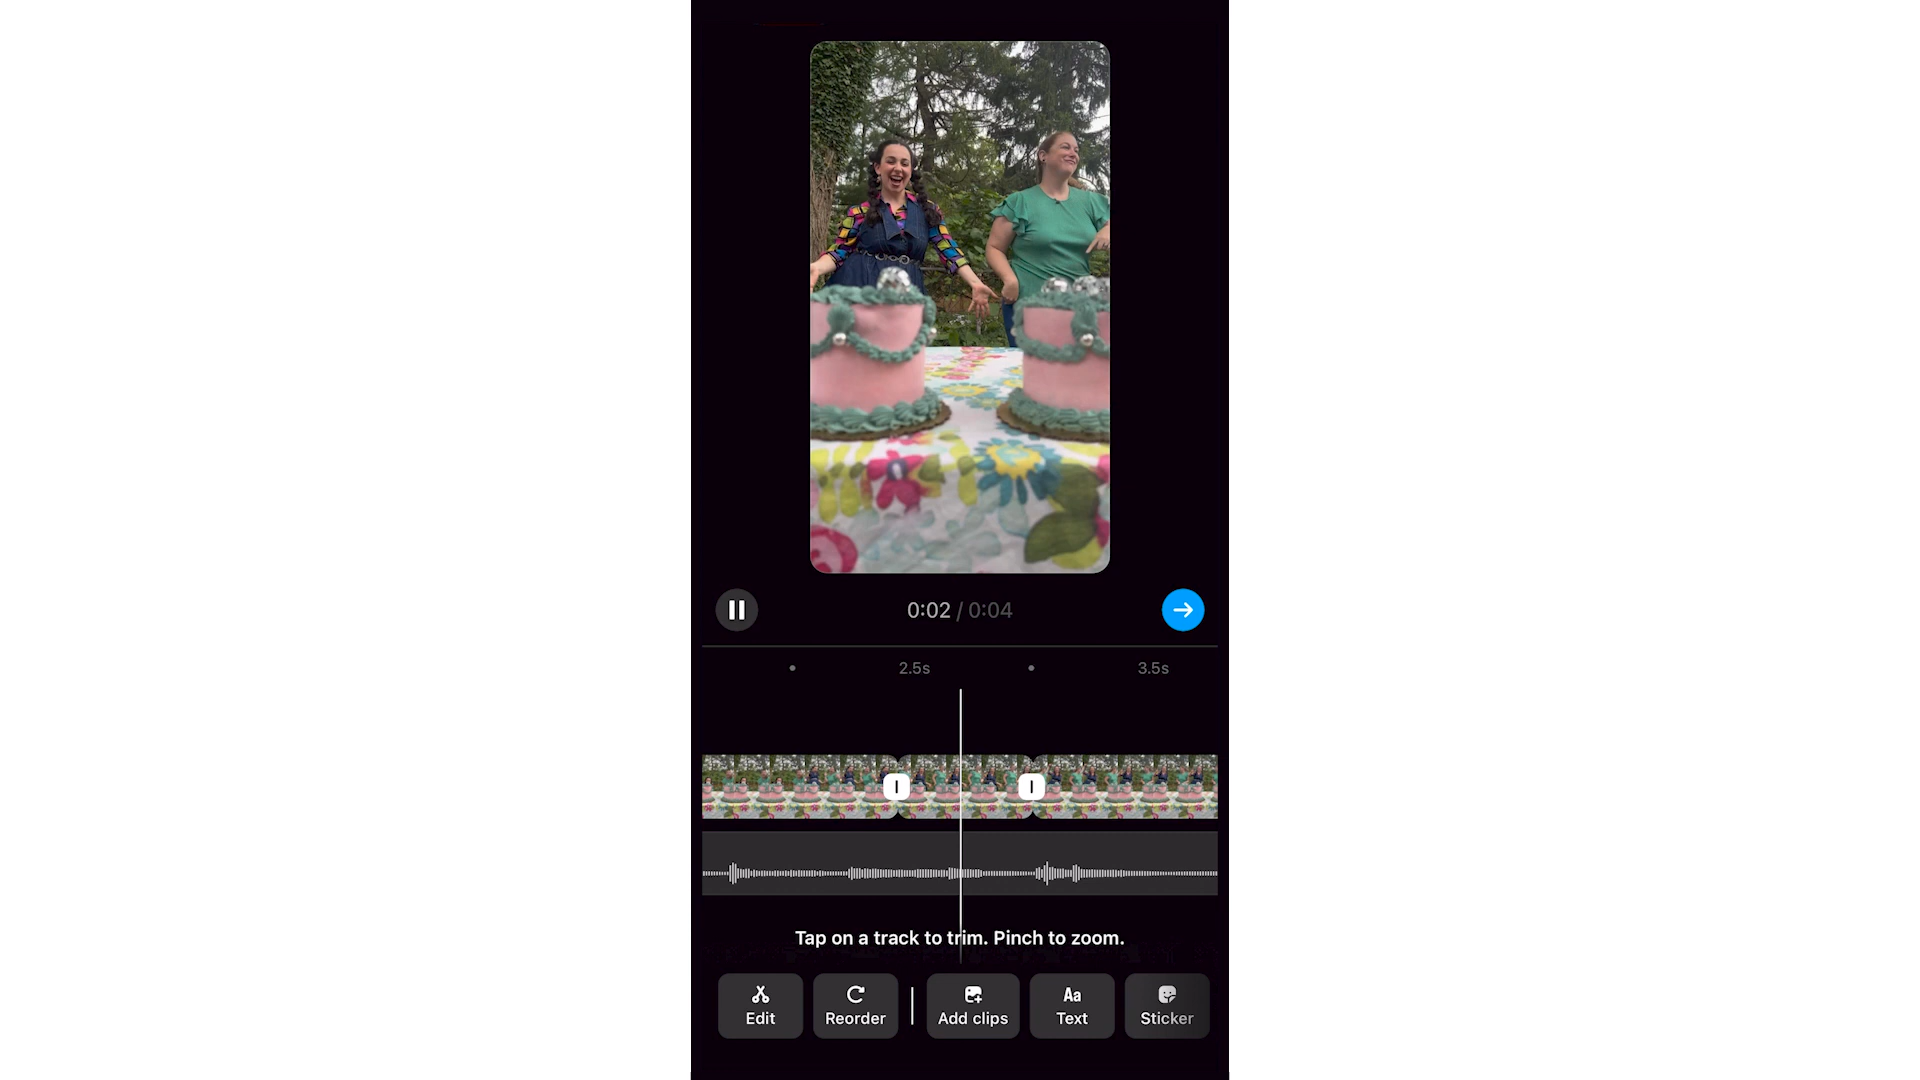 0:02 / 0:04
2.5s
3.5s
Tap on a track to trim. Pinch to zoom.
Edit
Reorder
Add clips
Aa
Text
Sticker